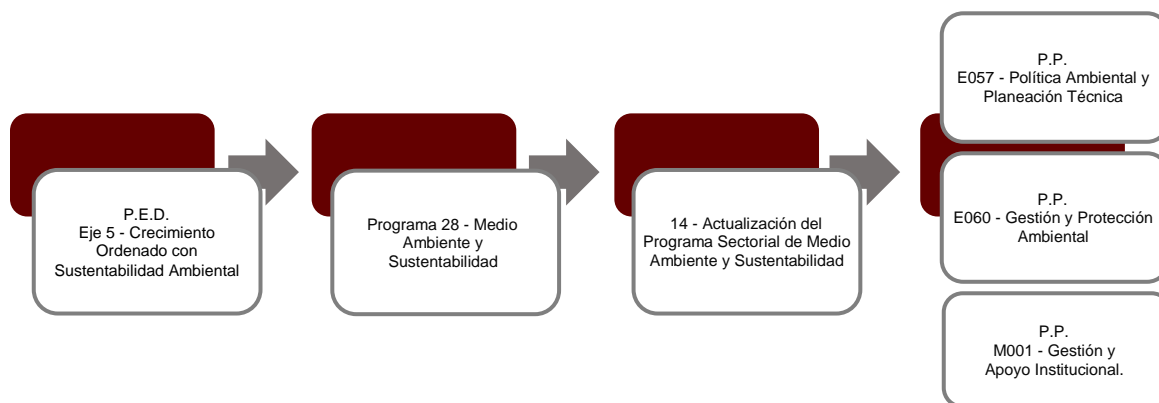 P.E.D.
Eje 5 - Crecimiento
Ordenado con
Sustentabilidad Ambiental
Programa 28 - Medio
Ambiente y
Sustentabilidad
14 - Actualización del
Programa Sectorial de Medio
Ambiente y Sustentabilidad
P.P.
E057 - Política Ambiental y
Planeación Técnica
P.P.
E060 - Gestión y Protección
Ambiental
P.P.
M001 - Gestión y
Apoyo Institucional.